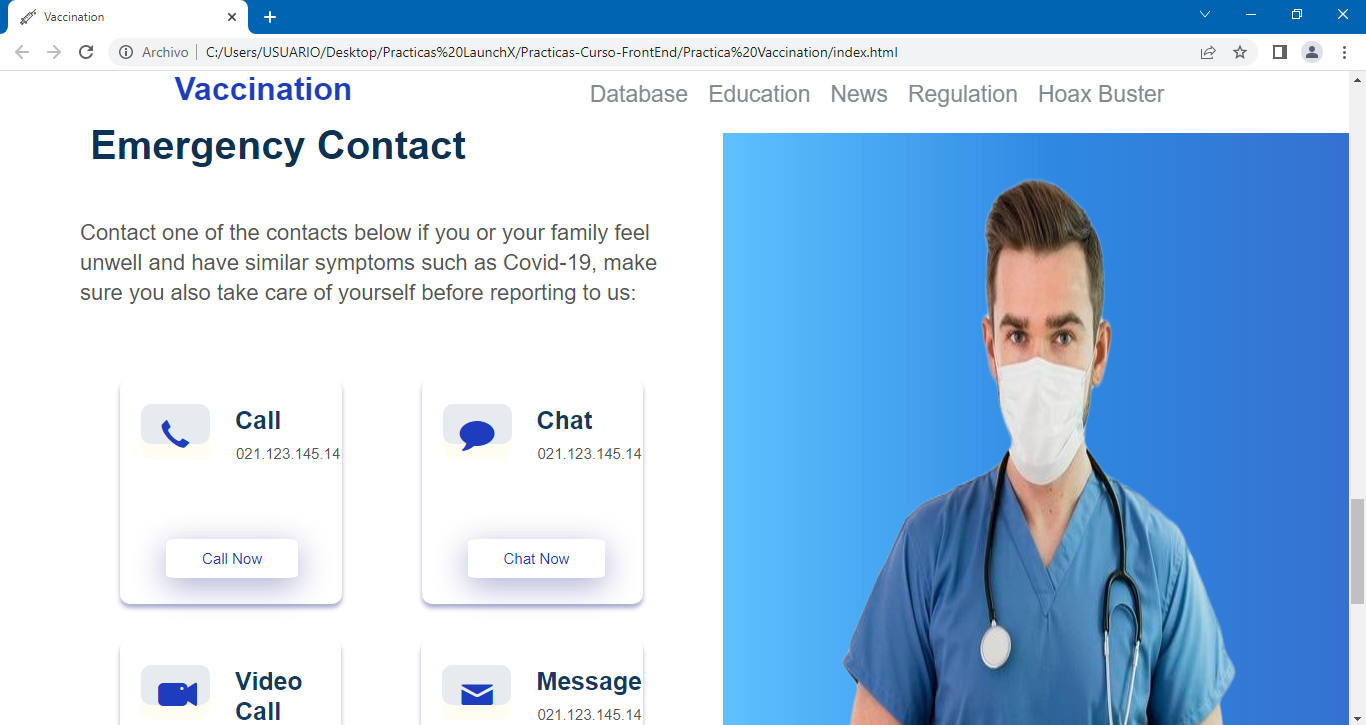 Vaccination
Archivo
C:/Users/USUARIO/Desktop/Practicas%20LaunchX/Practicas-Curso-FrontEnd/Practica%20Vaccination/index.html
Vaccination
Database Education News Regulation Hoax Buster
Emergency Contact
Contact one of the contacts below if you or your family feel
unwell and have similar symptoms such as Covid-19, make
sure you also take care of yourself before reporting to us:
Call
021.123.145.14
Call Now
Chat
021.123.145.14
Chat Now
Video
Call
Message
021.123.145.14